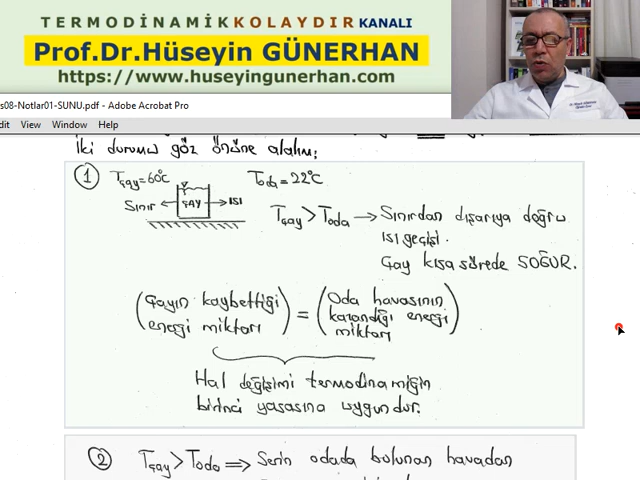 TERMODİNAMİKKOLAYDIR KANALI
Prof.Dr.Hüseyin GÜNERHAN
https://www.huseyingunerhan.com
s08-Notlar01-SUNU.pdf - Adobe Acrobat Pro
dit View Window Help
İki durumu göz önüne alalım;
1 Tçay=60°C Toda=22°C
Sınır ÇAY ISI
Tçay > Toda → Sınırdan dışarıya doğru
ısı geçişi.
Çay kısa sürede SOĞUR.
(Çayın kaybettiği enerji miktarı) = (Oda havasının kazandığı enerji miktarı)
Hal değişimi termodinamiğin
birinci yasasına uygundur.
2 Tçay > Toda ⇒ Serin odada bulunan havadan